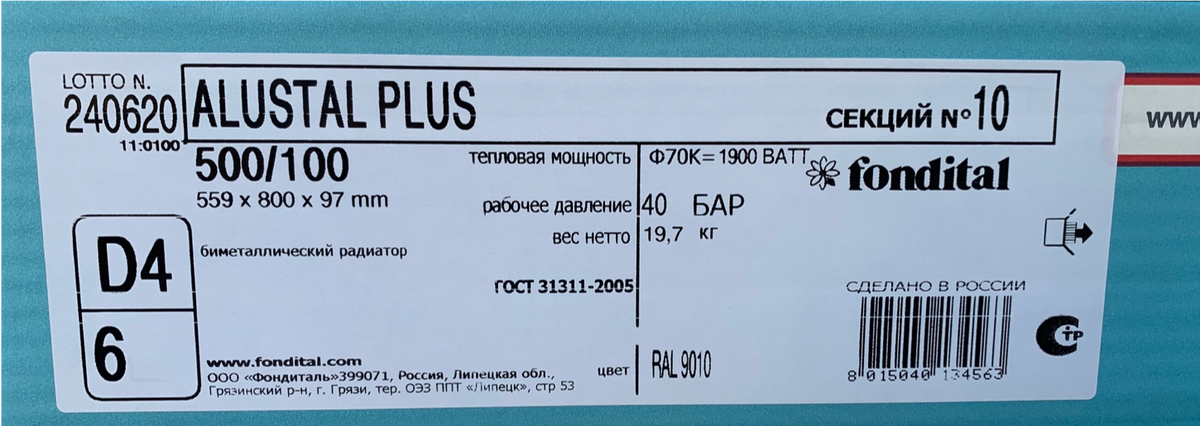 LOTTO N.
240620
11:0100
ALUSTAL PLUS
СЕКЦИЙ N° 10
500/100
559 x 800 x 97 mm
тепловая мощность Ф70К= 1900 ВАТТ
fondital
рабочее давление 40 БАР
вес нетто 19,7 кг
биметаллический радиатор
ГОСТ 31311-2005
D4
6
СДЕЛАНО В РОССИИ
8 015040 134563
www.fondital.com
ООО «Фондиталь»399071, Россия, Липецкая обл.,
Грязинский р-н, г. Грязи, тер. ОЭЗ ППТ «Липецк», стр 53
цвет RAL 9010
www